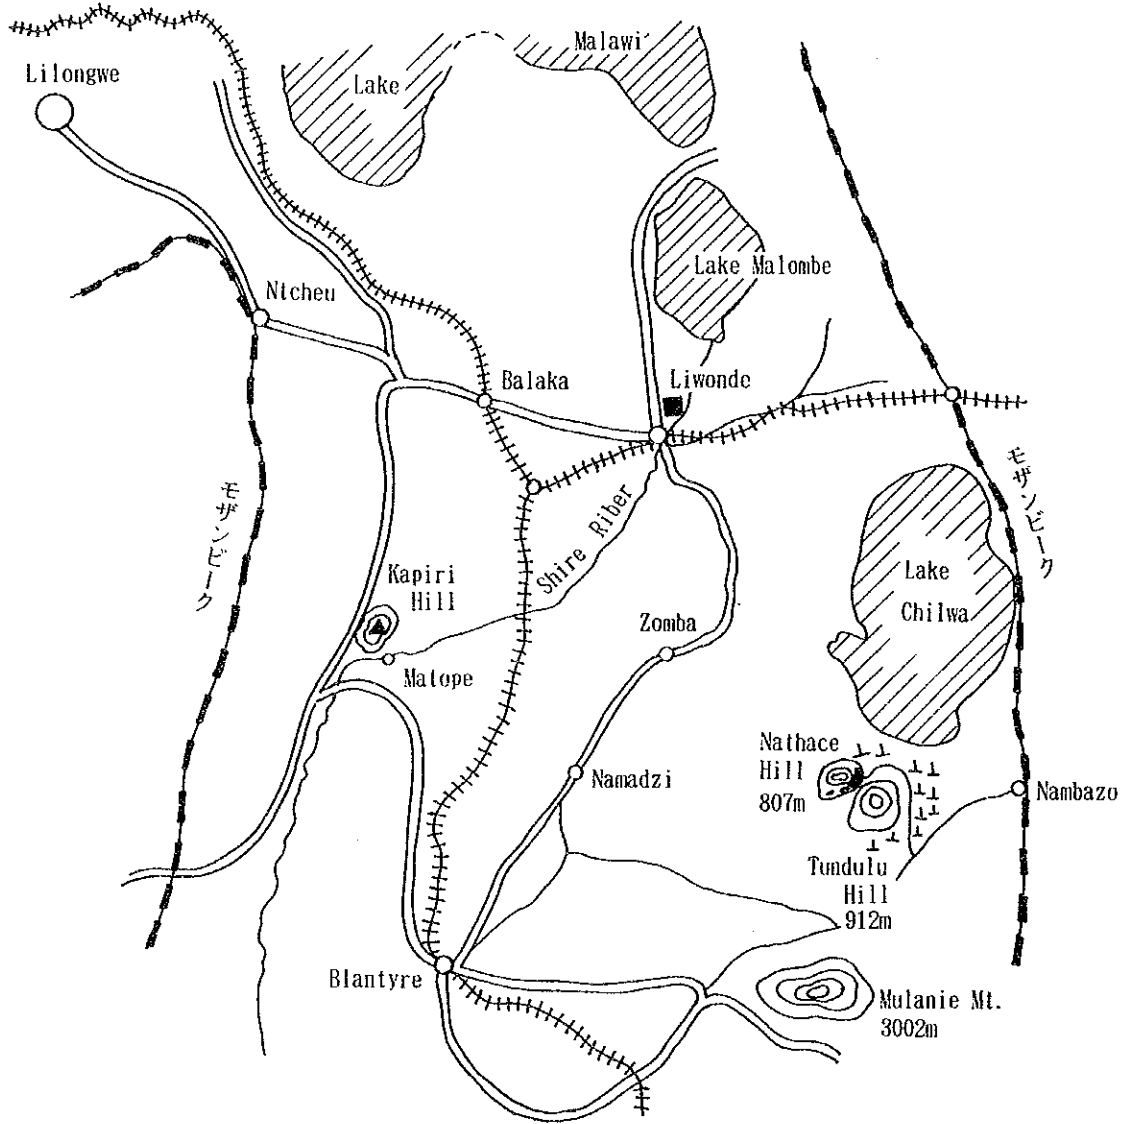 Lilongwe
Lake
Malawi
Ntcheu
Lake Malombe
Balaka
Liwonde
モザンビーク
モザンビーク
Shire Riber
Kapiri
Hill
Matope
Zomba
Lake
Chilwa
Nathace
Hill
807m
Namadzi
Nambazo
Tundulu
Hill
912m
Blantyre
Mulanie Mt.
3002m